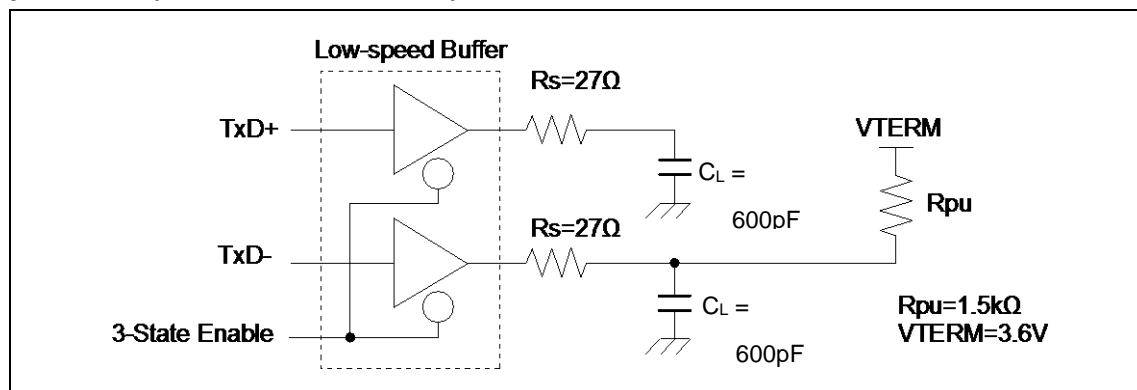 Low-speed Buffer
Rs=27Ω
TxD+
VTERM
CL =
600pF
Rpu
Rs=27Ω
TxD-
CL =
600pF
Rpu=1.5kΩ
VTERM=3.6V
3-State Enable